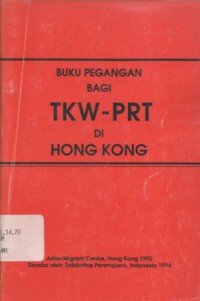 BUKU PEGANGAN
BAGI
TKW-PRT
DI
HONG KONG
Asian Migrant Centre, Hong Kong 1992
Disadur oleh: Solidaritas Perempuan, Indonesia 1994